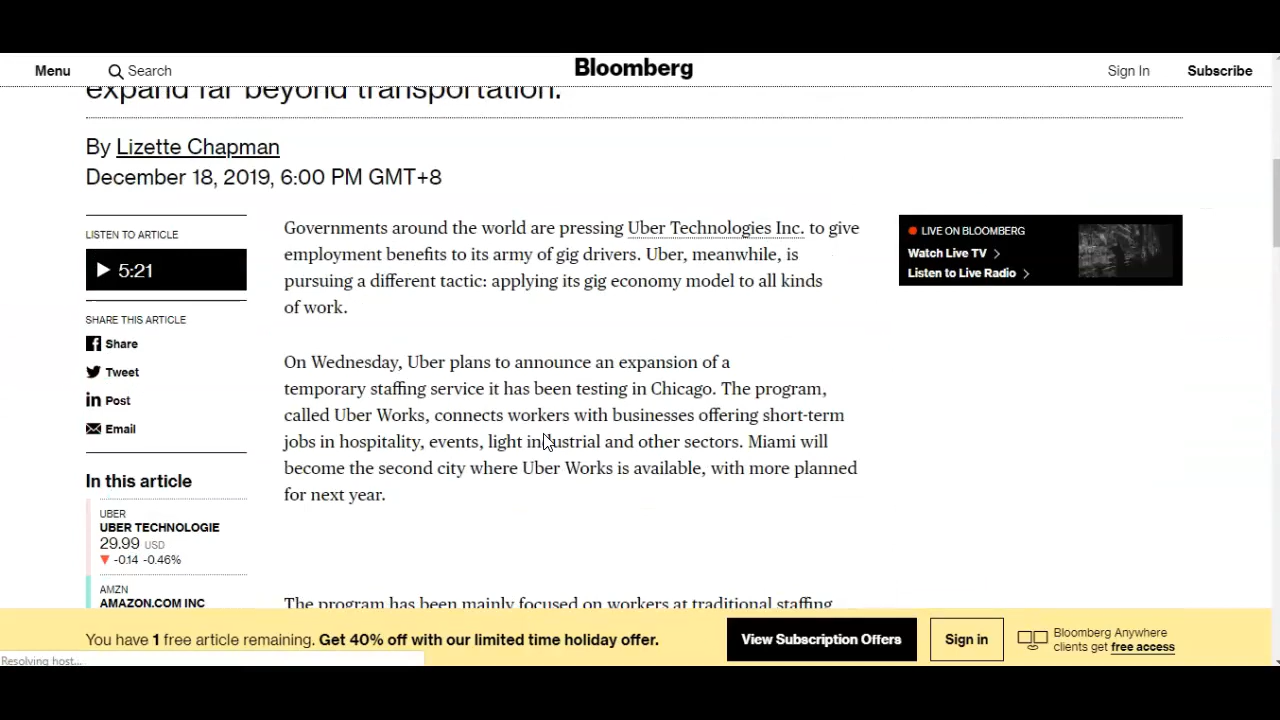 Menu
Search
Bloomberg
Sign In
Subscribe
expand far beyond transportation.
By Lizette Chapman
December 18, 2019, 6:00 PM GMT+8
LISTEN TO ARTICLE
5:21
SHARE THIS ARTICLE
Share
Tweet
Post
Email
In this article
UBER
UBER TECHNOLOGIE
29.99 USD
▼ -0.14 -0.46%
AMZN
AMAZON.COM INC
Governments around the world are pressing Uber Technologies Inc. to give
employment benefits to its army of gig drivers. Uber, meanwhile, is
pursuing a different tactic: applying its gig economy model to all kinds
of work.
On Wednesday, Uber plans to announce an expansion of a
temporary staffing service it has been testing in Chicago. The program,
called Uber Works, connects workers with businesses offering short-term
jobs in hospitality, events, light industrial and other sectors. Miami will
become the second city where Uber Works is available, with more planned
for next year.
The program has been mainly focused on workers at traditional staffing
LIVE ON BLOOMBERG
Watch Live TV
Listen to Live Radio
You have 1 free article remaining. Get 40% off with our limited time holiday offer.
View Subscription Offers
Sign in
Bloomberg Anywhere
clients get free access
Resolving host...